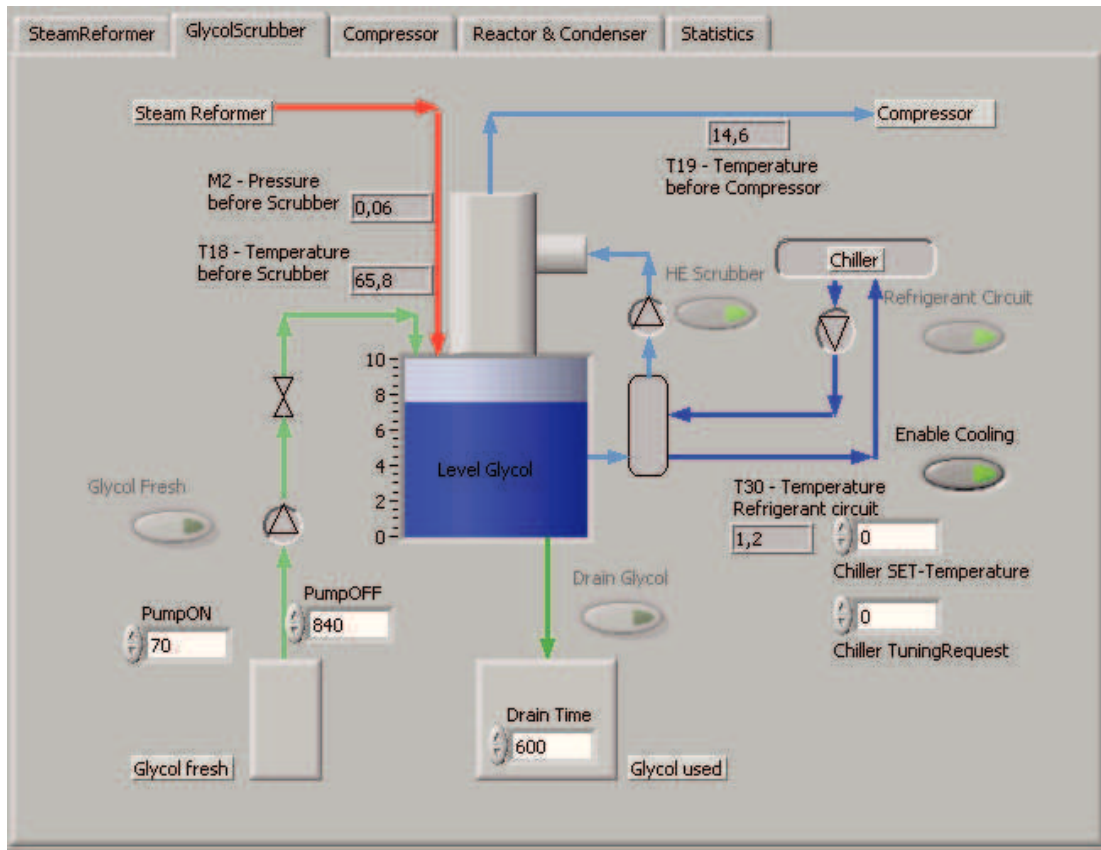 SteamReformer
GlycolScrubber
Compressor
Reactor & Condenser
Statistics
Steam Reformer
Compressor
14,6
T19 - Temperature
before Compressor
M2 - Pressure
before Scrubber
0,06
T18 - Temperature
before Scrubber
65,8
HE Scrubber
Chiller
Refrigerant Circuit
10
8
6
4
2
0
Level Glycol
Enable Cooling
Glycol Fresh
T30 - Temperature
Refrigerant circuit
1,2
0
Chiller SET-Temperature
0
Chiller TuningRequest
Drain Glycol
PumpON
70
PumpOFF
840
Drain Time
600
Glycol fresh
Glycol used